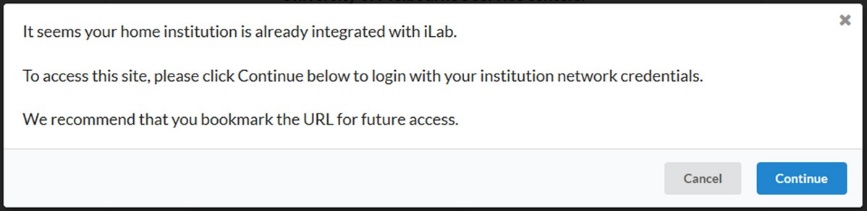 It seems your home institution is already integrated with iLab.
To access this site, please click Continue below to login with your institution network credentials.
We recommend that you bookmark the URL for future access.
Cancel
Continue